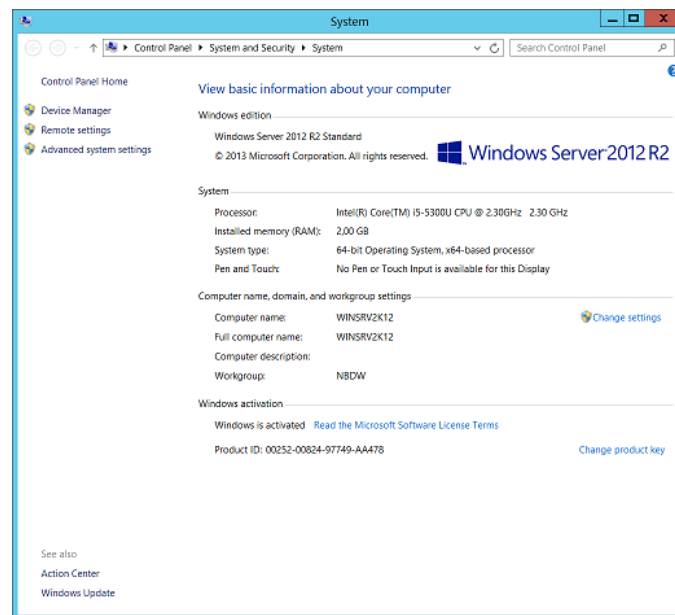 System
Control Panel ▸ System and Security ▸ System
Search Control Panel
Control Panel Home
Device Manager
Remote settings
Advanced system settings
View basic information about your computer
Windows edition
Windows Server 2012 R2 Standard
© 2013 Microsoft Corporation. All rights reserved.
Windows Server 2012 R2
System
Processor: Intel(R) Core(TM) i5-5300U CPU @ 2.30GHz 2.30 GHz
Installed memory (RAM): 2,00 GB
System type: 64-bit Operating System, x64-based processor
Pen and Touch: No Pen or Touch Input is available for this Display
Computer name, domain, and workgroup settings
Computer name: WINSRV2K12 Change settings
Full computer name: WINSRV2K12
Computer description:
Workgroup: NBDW
Windows activation
Windows is activated Read the Microsoft Software License Terms
Product ID: 00252-00824-97749-AA478 Change product key
See also
Action Center
Windows Update